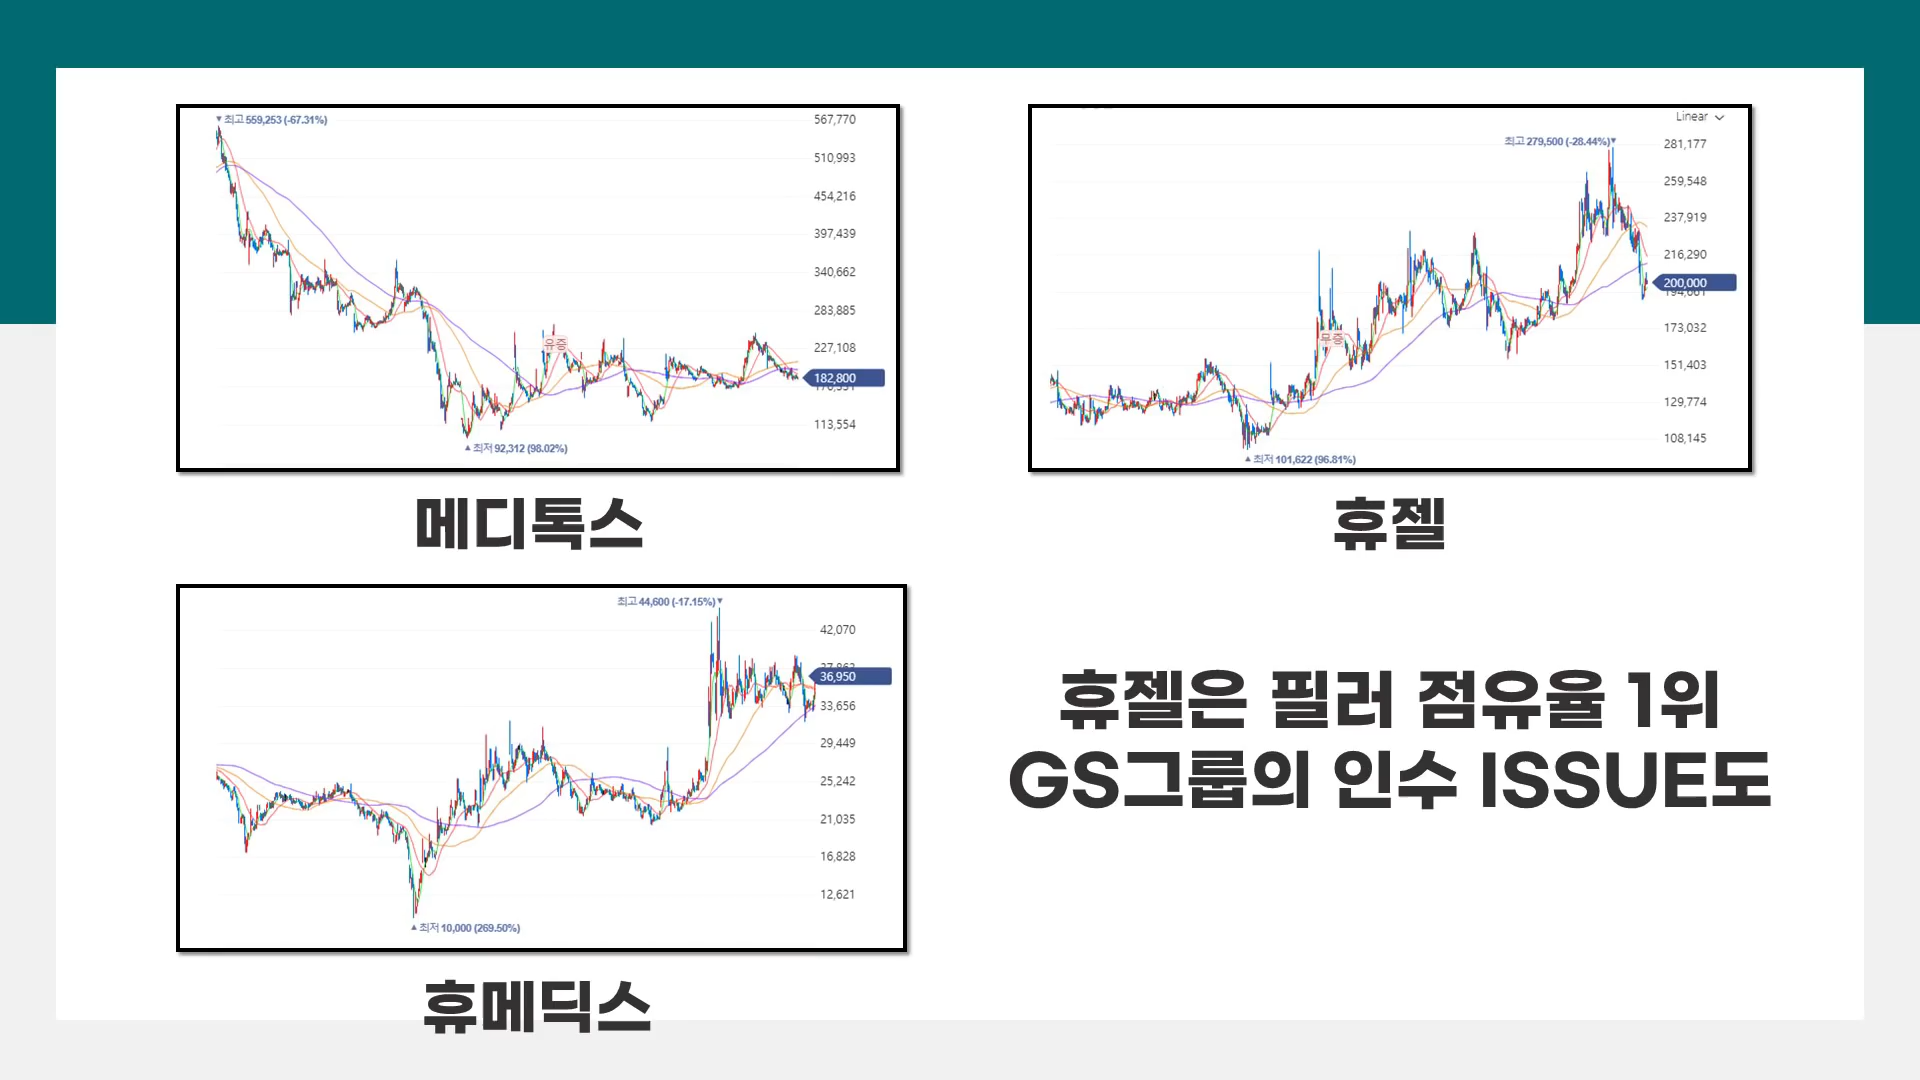 최고 559,253 (-67.31%)
567,770
510,993
454,216
397,439
340,662
283,885
227,108
182,800
113,554
최저 92,312 (98.02%)
메디톡스
Linear
최고 279,500 (-28.44%)
281,177
259,548
237,919
216,290
200,000
173,032
151,403
129,774
108,145
최저 101,622 (96.81%)
휴젤
최고 44,600 (-17.15%)
42,070
36,950
33,656
29,449
25,242
21,035
16,828
12,621
최저 10,000 (269.50%)
휴메딕스
휴젤은 필러 점유율 1위
GS그룹의 인수 ISSUE도